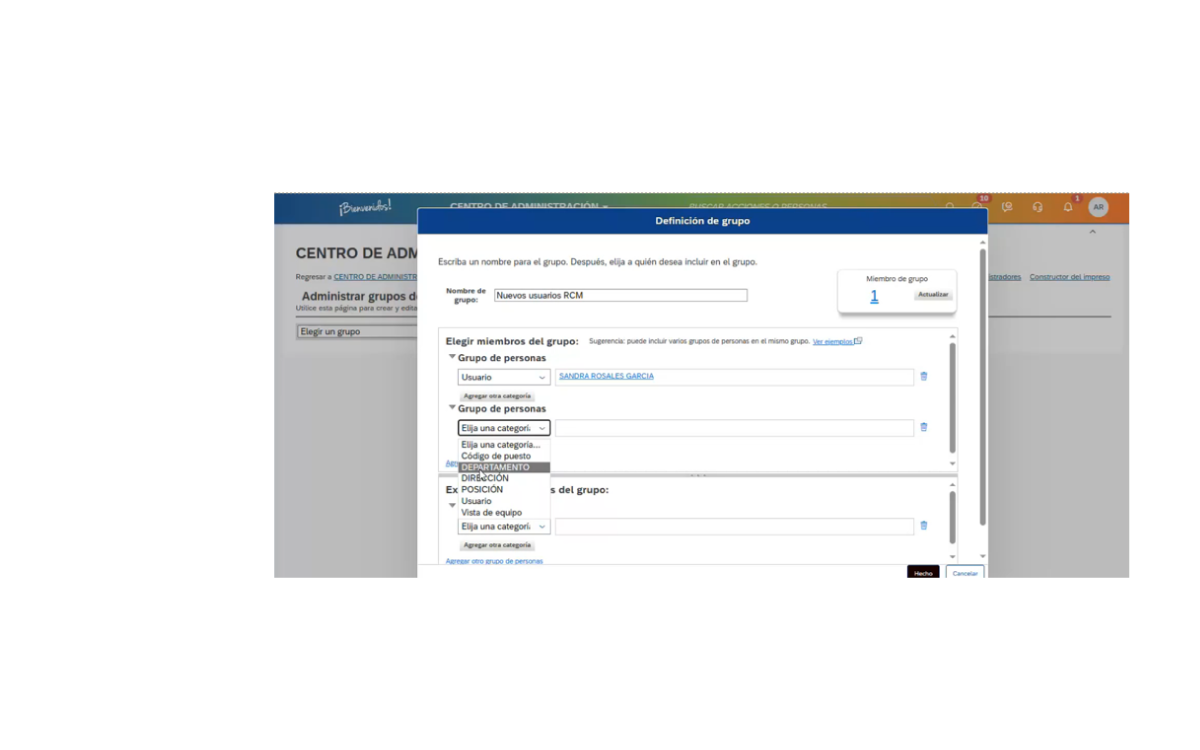 ¡Bienvenidos!
CENTRO DE ADMINISTRACIÓN
BUSCAR ACCIONES O PERSONAS
10
1
AR
Definición de grupo
CENTRO DE ADM
Regresar a CENTRO DE ADMINISTR
istradores Constructor del impreso
Administrar grupos d
Utilice esta página para crear y edita
Elegir un grupo
Escriba un nombre para el grupo. Después, elija a quién desea incluir en el grupo.
Miembro de grupo
1 Actualizar
Nombre de grupo: Nuevos usuarios RCM
Elegir miembros del grupo: Sugerencia: puede incluir varios grupos de personas en el mismo grupo. Ver ejemplos
Grupo de personas
Usuario SANDRA ROSALES GARCIA
Agregar otra categoría
Grupo de personas
Elija una categorí
Elija una categoría...
Código de puesto
DEPARTAMENTO
DIRECCIÓN
POSICIÓN
Usuario
Vista de equipo
Ex s del grupo:
Elija una categorí
Agregar otra categoría
Agregar otro grupo de personas
Hecho Cancelar